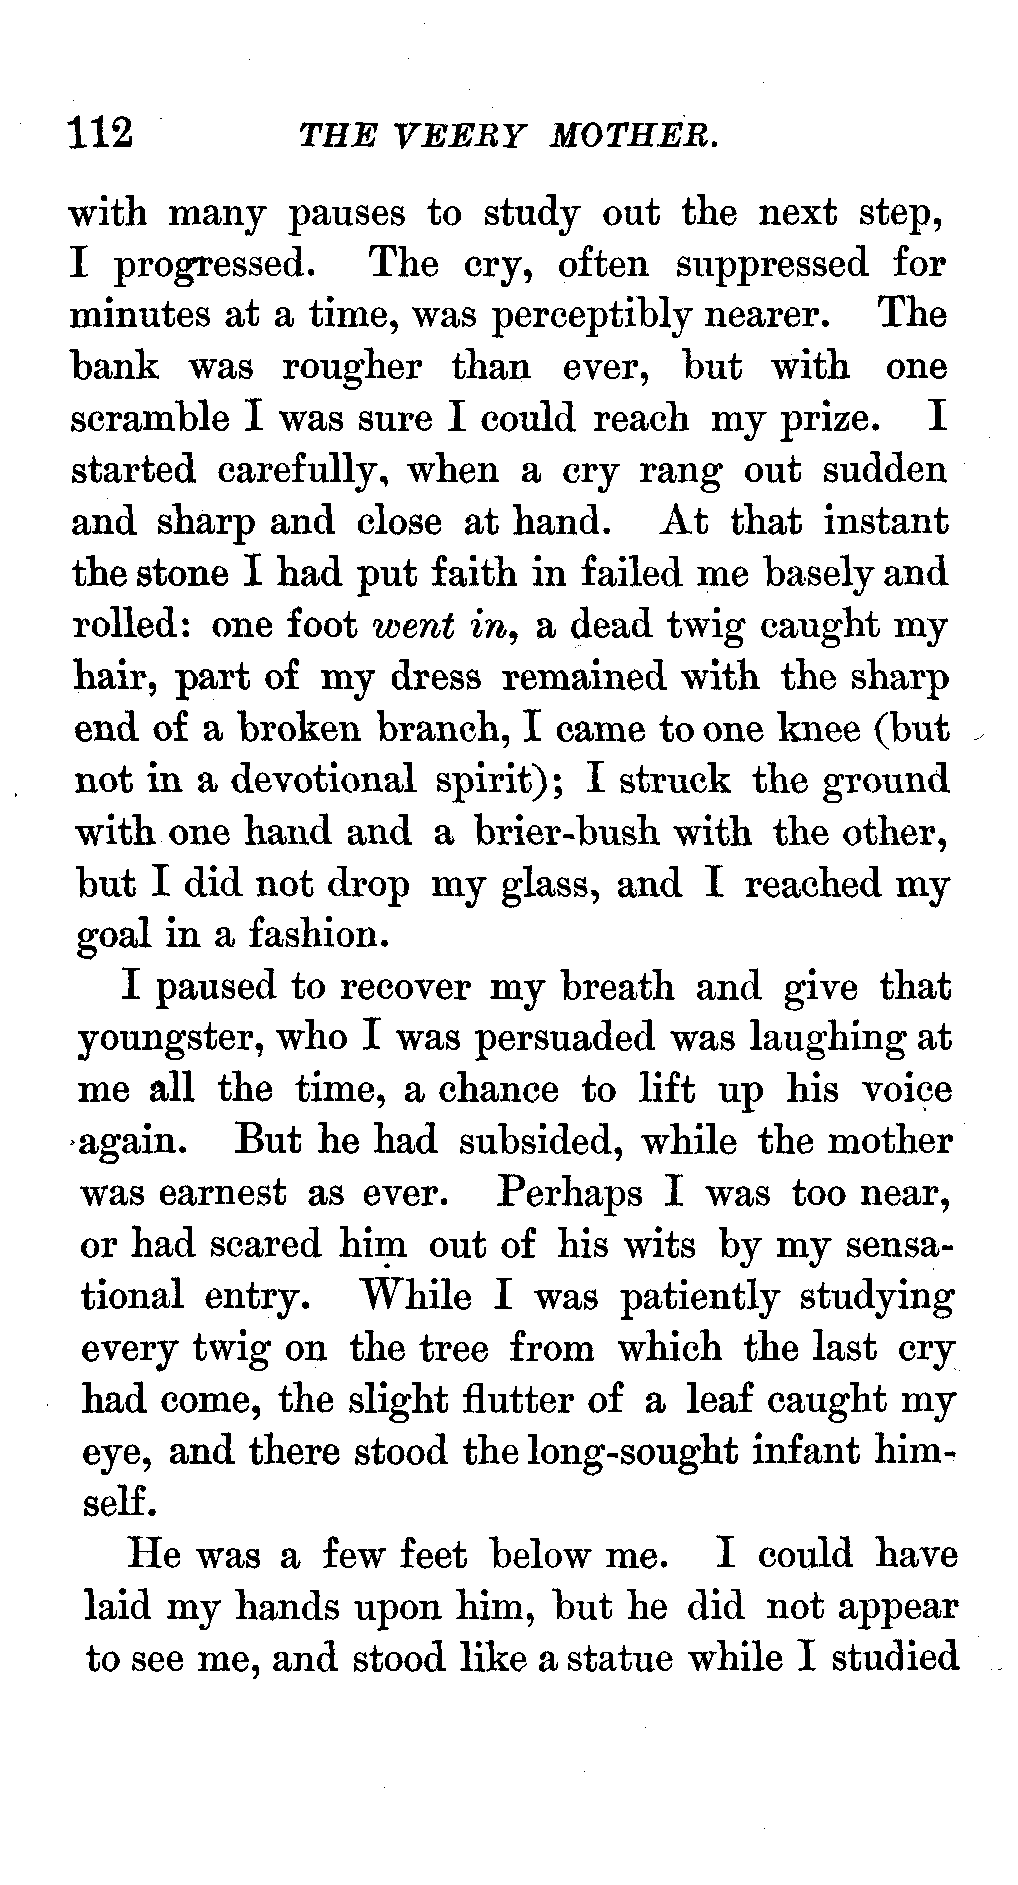 112 THE VEERY MOTHER.
with many pauses to study out the next step,
I progressed. The cry, often suppressed for
minutes at a time, was perceptibly nearer. The
bank was rougher than ever, but with one
scramble I was sure I could reach my prize. I
started carefully, when a cry rang out sudden
and sharp and close at hand. At that instant
the stone I had put faith in failed me basely and
rolled: one foot went in, a dead twig caught my
hair, part of my dress remained with the sharp
end of a broken branch, I came to one knee (but
not in a devotional spirit); I struck the ground
with one hand and a brier-bush with the other,
but I did not drop my glass, and I reached my
goal in a fashion.
I paused to recover my breath and give that
youngster, who I was persuaded was laughing at
me all the time, a chance to lift up his voice
again. But he had subsided, while the mother
was earnest as ever. Perhaps I was too near,
or had scared him out of his wits by my sensa-
tional entry. While I was patiently studying
every twig on the tree from which the last cry
had come, the slight flutter of a leaf caught my
eye, and there stood the long-sought infant him-
self.
He was a few feet below me. I could have
laid my hands upon him, but he did not appear
to see me, and stood like a statue while I studied